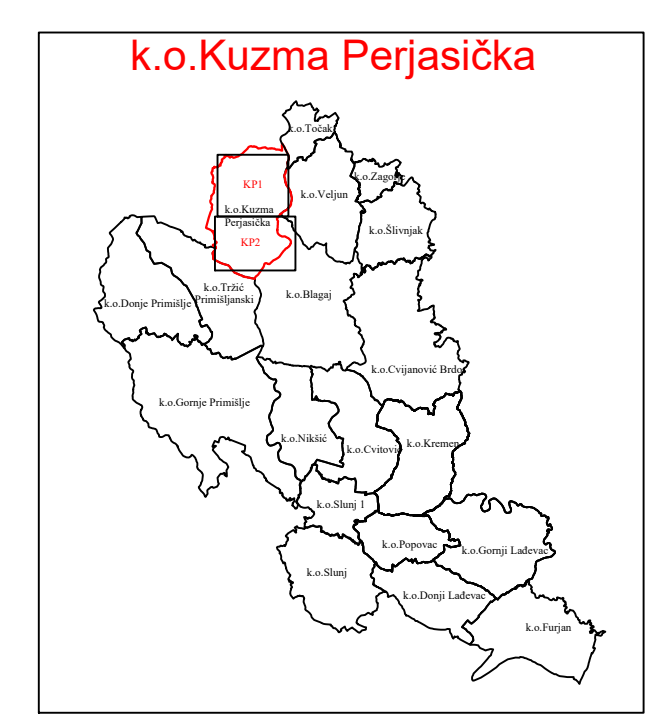 k.o.Kuzma Perjasička
k.o.Točak
k.o.Zagorje
KP1
k.o.Veljun
k.o.Kuzma
Perjasička
k.o.Šlivnjak
KP2
k.o.Tržić
Primišljanski
k.o.Blagaj
k.o.Donje Primišlje
k.o.Cvijanović Brdo
k.o.Gornje Primišlje
k.o.Nikšić
k.o.Cvitović
k.o.Kremen
k.o.Slunj 1
k.o.Popovac
k.o.Gornji Lađevac
k.o.Slunj
k.o.Donji Lađevac
k.o.Furjan